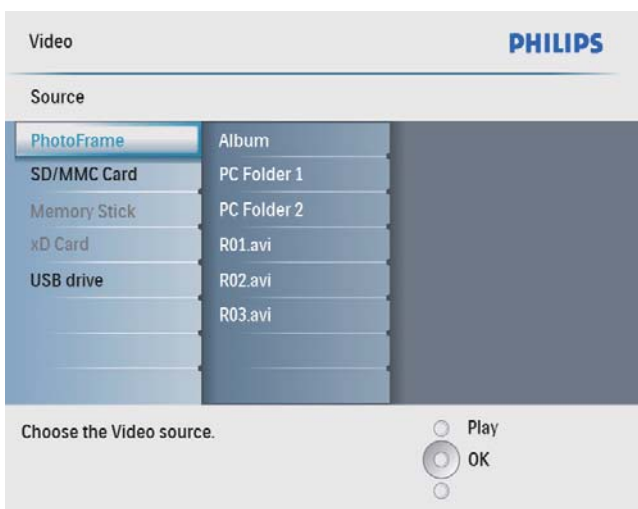 Video
PHILIPS
Source
PhotoFrame
SD/MMC Card
Memory Stick
xD Card
USB drive
Album
PC Folder 1
PC Folder 2
R01.avi
R02.avi
R03.avi
Choose the Video source.
Play
OK